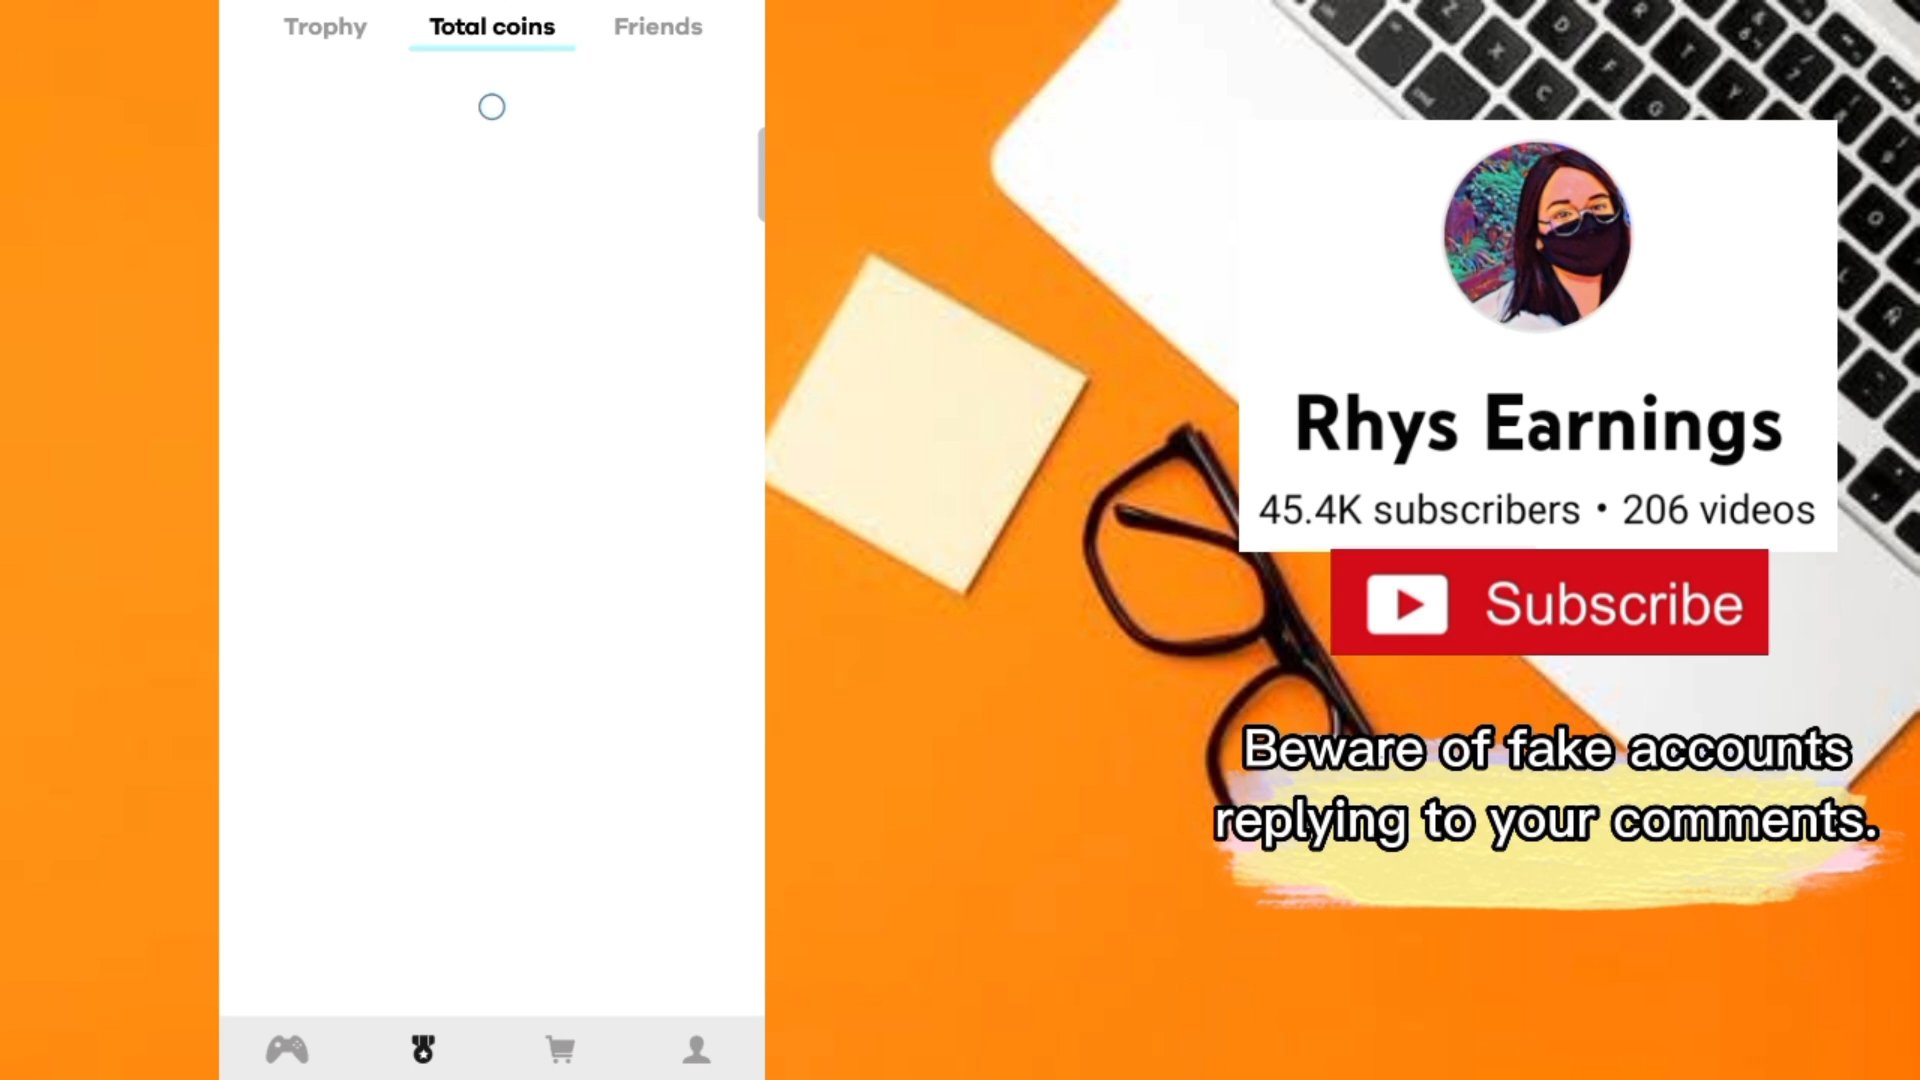 Trophy
Total coins
Friends
Rhys Earnings
45.4K subscribers • 206 videos
Subscribe
Beware of fake accounts
replying to your comments.